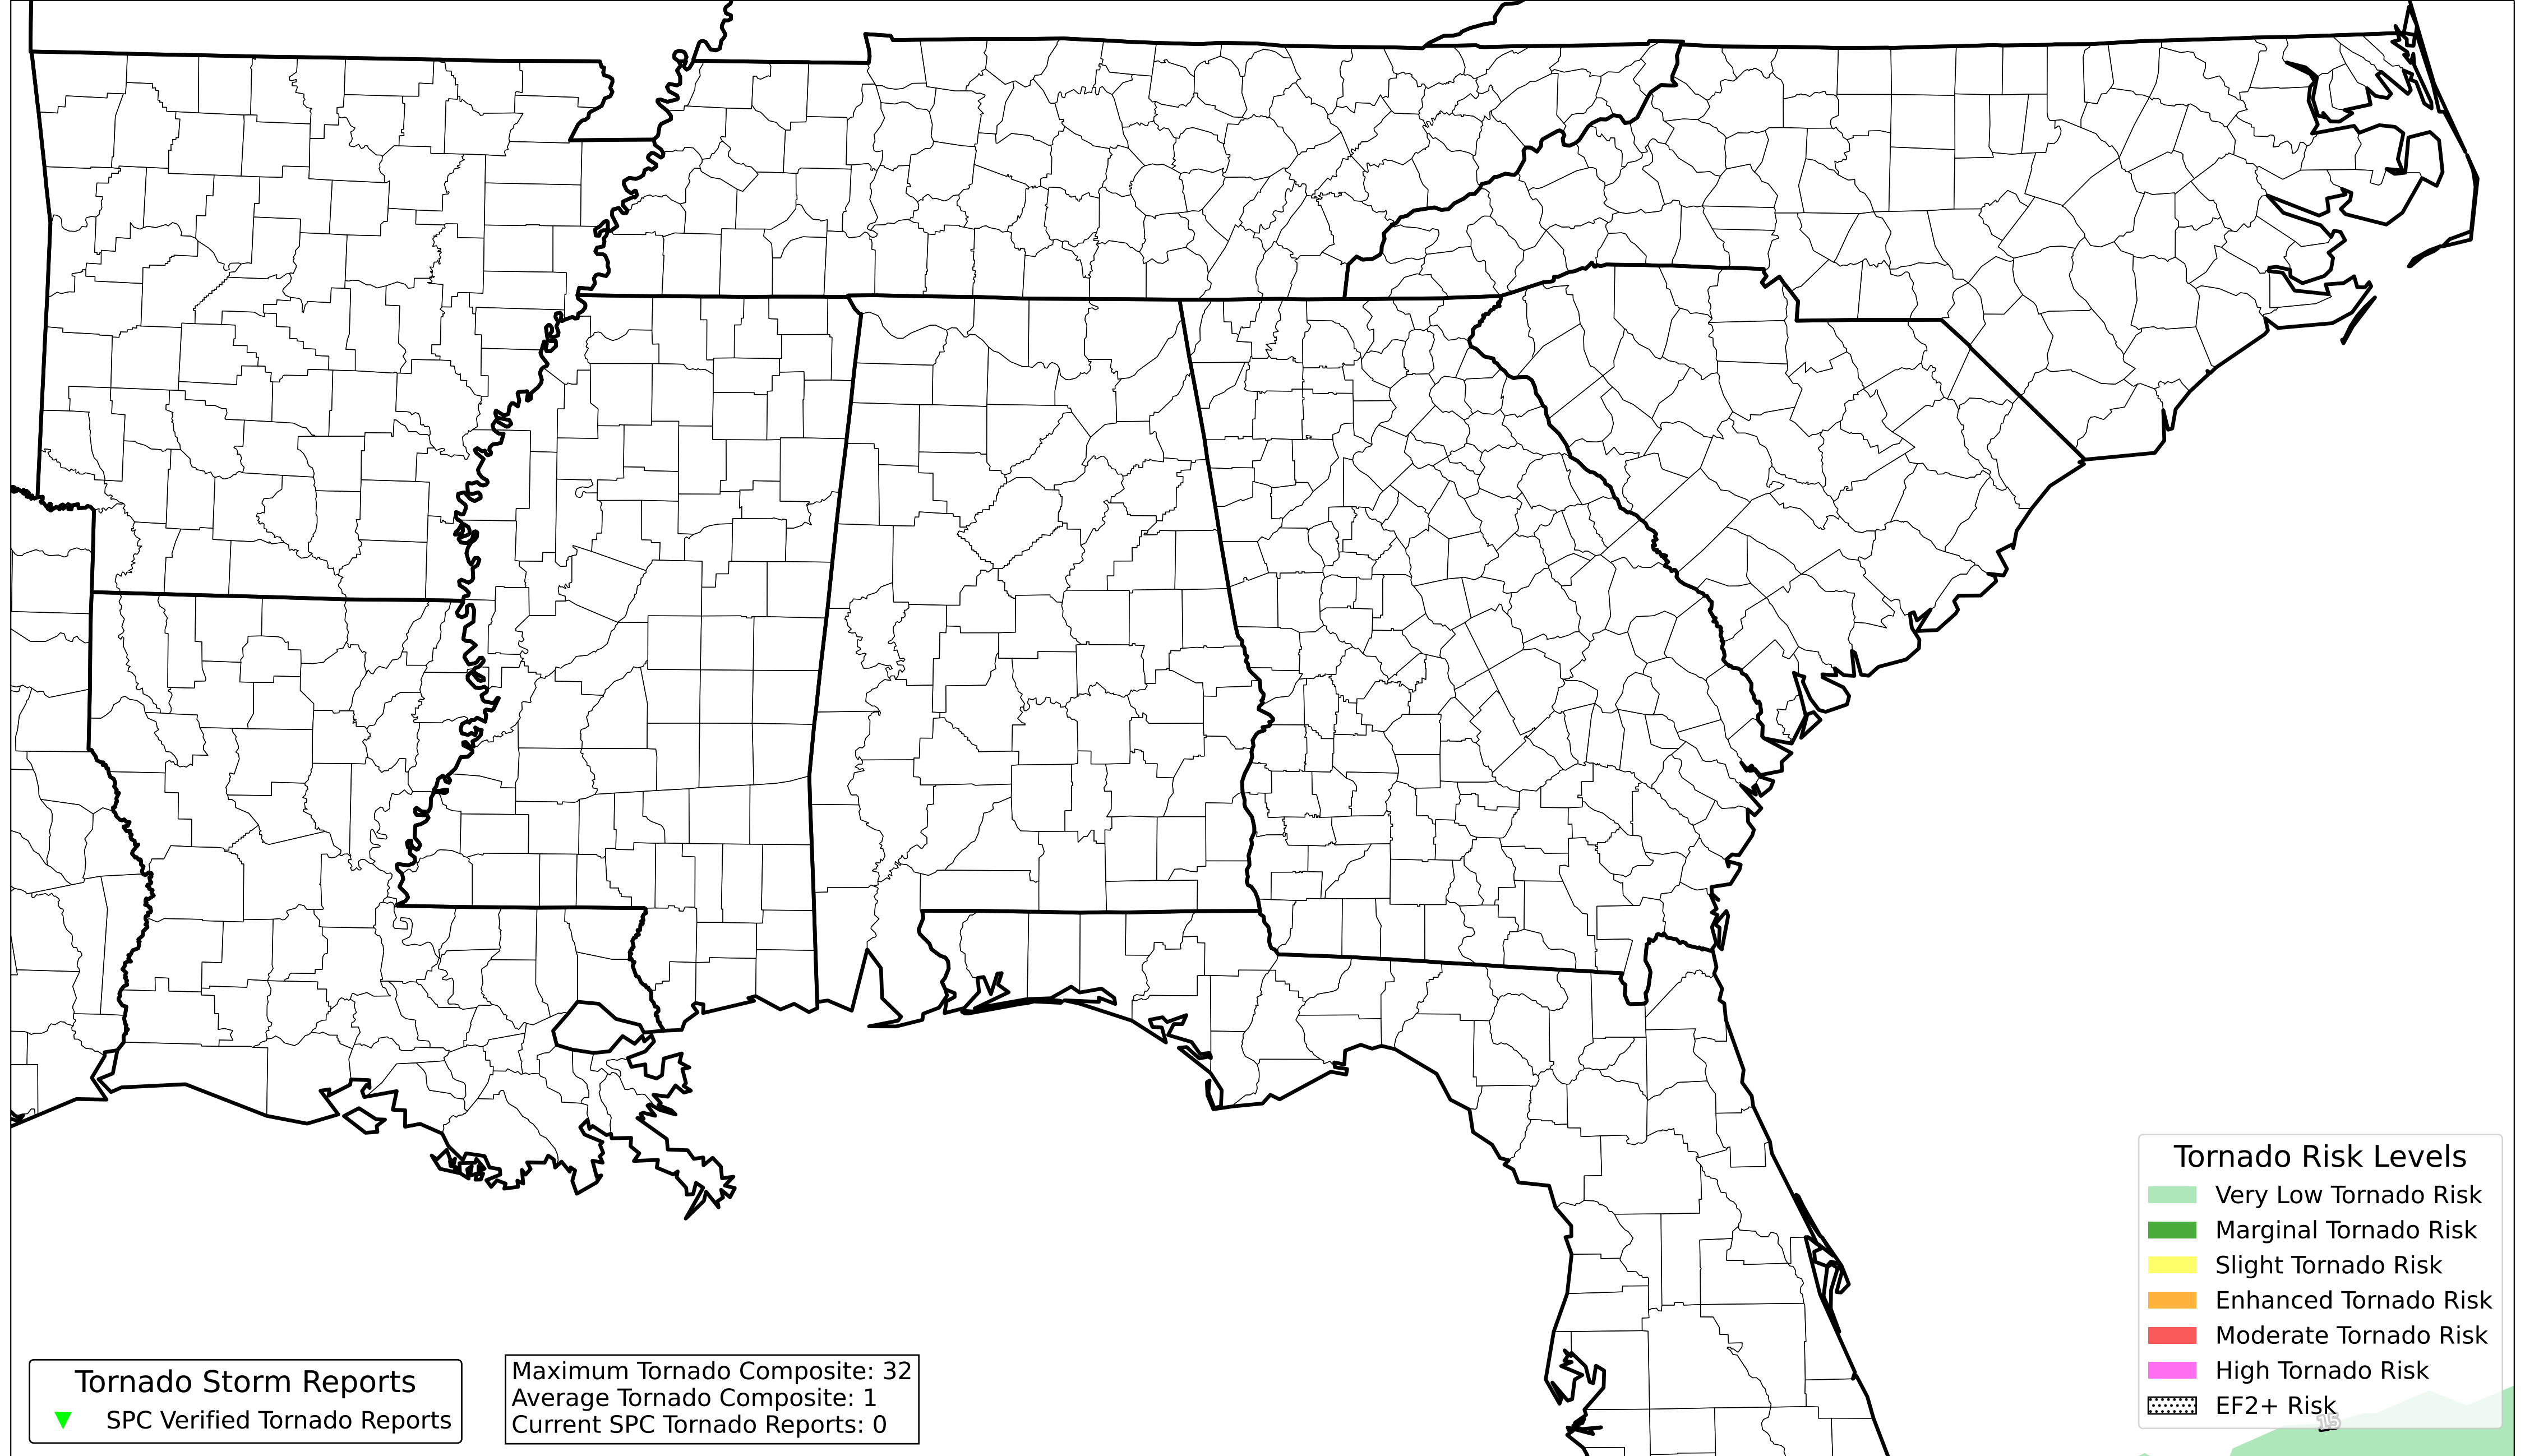 Tornado Storm Reports
SPC Verified Tornado Reports
Maximum Tornado Composite: 32
Average Tornado Composite: 1
Current SPC Tornado Reports: 0
Tornado Risk Levels
Very Low Tornado Risk
Marginal Tornado Risk
Slight Tornado Risk
Enhanced Tornado Risk
Moderate Tornado Risk
High Tornado Risk
EF2+ Risk
15